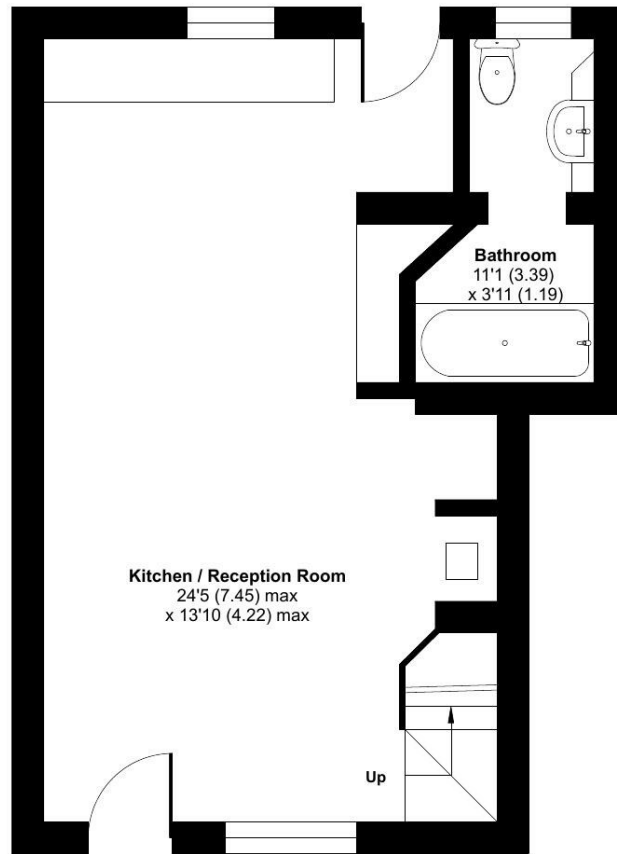 Bathroom
11'1 (3.39)
x 3'11 (1.19)
Kitchen / Reception Room
24'5 (7.45) max
x 13'10 (4.22) max
Up